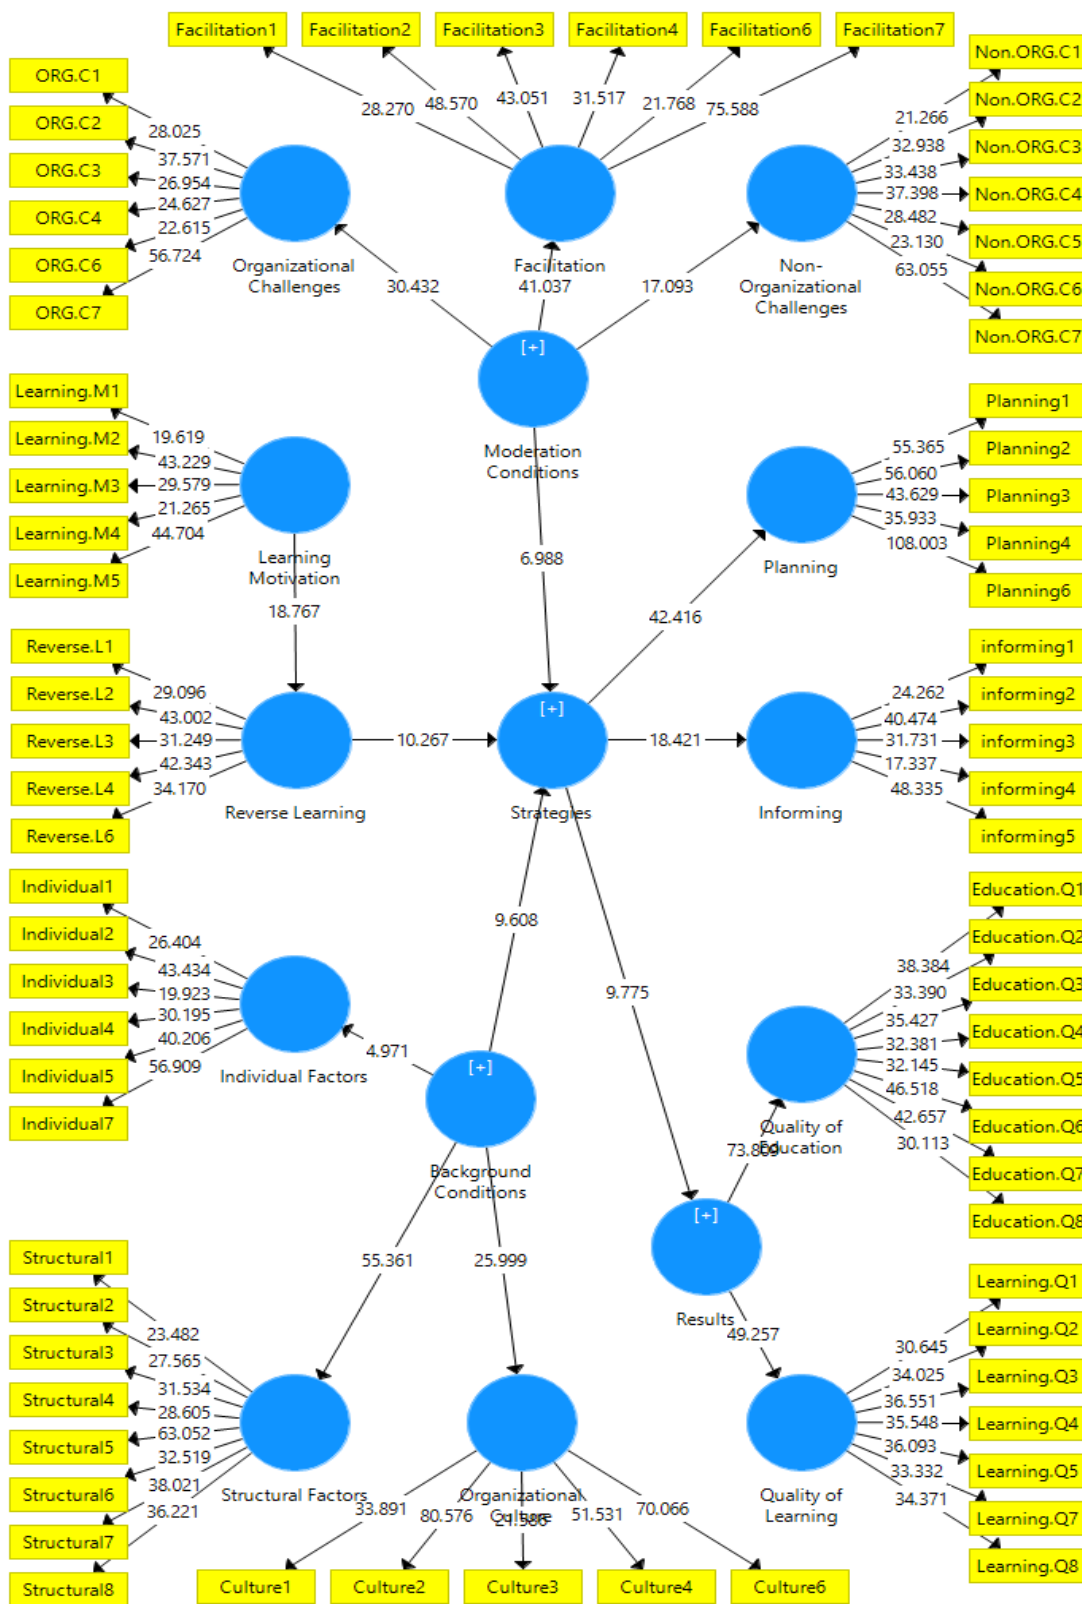 Facilitation1
Facilitation2
Facilitation3
Facilitation4
Facilitation6
Facilitation7
28.270
48.570
43.051
31.517
21.768
75.588
ORG.C1
ORG.C2
ORG.C3
ORG.C4
ORG.C6
ORG.C7
28.025
37.571
26.954
24.627
22.615
56.724
Organizational
Challenges
Facilitation
Non-
Organizational
Challenges
Non.ORG.C1
Non.ORG.C2
Non.ORG.C3
Non.ORG.C4
Non.ORG.C5
Non.ORG.C6
Non.ORG.C7
21.266
32.938
33.438
37.398
28.482
23.130
63.055
30.432
41.037
17.093
[+]
Moderation
Conditions
6.988
Learning.M1
Learning.M2
Learning.M3
Learning.M4
Learning.M5
19.619
43.229
29.579
21.265
44.704
Learning
Motivation
18.767
Planning1
Planning2
Planning3
Planning4
Planning6
55.365
56.060
43.629
35.933
108.003
Planning
42.416
Reverse.L1
Reverse.L2
Reverse.L3
Reverse.L4
Reverse.L6
29.096
43.002
31.249
42.343
34.170
Reverse Learning
10.267
[+]
Strategies
18.421
Informing
informing1
informing2
informing3
informing4
informing5
24.262
40.474
31.731
17.337
48.335
Individual1
Individual2
Individual3
Individual4
Individual5
Individual7
26.404
43.434
19.923
30.195
40.206
56.909
Individual Factors
4.971
9.608
9.775
[+]
Background
Conditions
Education.Q1
Education.Q2
Education.Q3
Education.Q4
Education.Q5
Education.Q6
Education.Q7
Education.Q8
38.384
33.390
35.427
32.381
32.145
46.518
42.657
30.113
Quality of
Education
[+]
Results
49.257
55.361
25.999
Structural1
Structural2
Structural3
Structural4
Structural5
Structural6
Structural7
Structural8
23.482
27.565
31.534
28.605
63.052
32.519
38.021
36.221
Structural Factors
Organizational
Culture
33.891
80.576
51.531
70.066
Culture1
Culture2
Culture3
Culture4
Culture6
Learning.Q1
Learning.Q2
Learning.Q3
Learning.Q4
Learning.Q5
Learning.Q7
Learning.Q8
30.645
34.025
36.551
35.548
36.093
33.332
34.371
Quality of
Learning